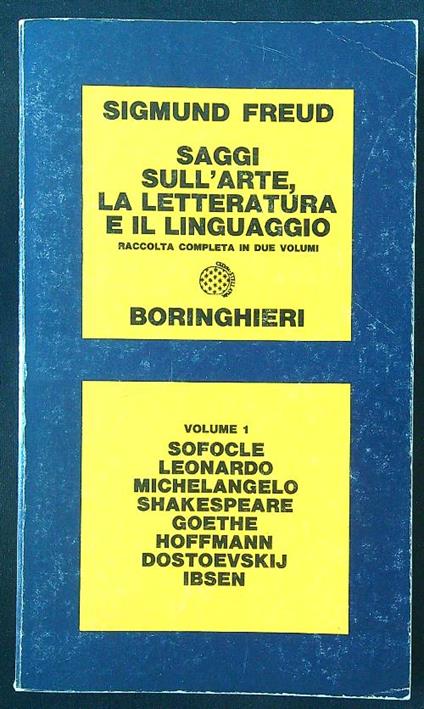 SIGMUND FREUD
SAGGI
SULL'ARTE,
LA LETTERATURA
E IL LINGUAGGIO
RACCOLTA COMPLETA IN DUE VOLUMI
BORINGHIERI
VOLUME 1
SOFOCLE
LEONARDO
MICHELANGELO
SHAKESPEARE
GOETHE
HOFFMANN
DOSTOEVSKIJ
IBSEN